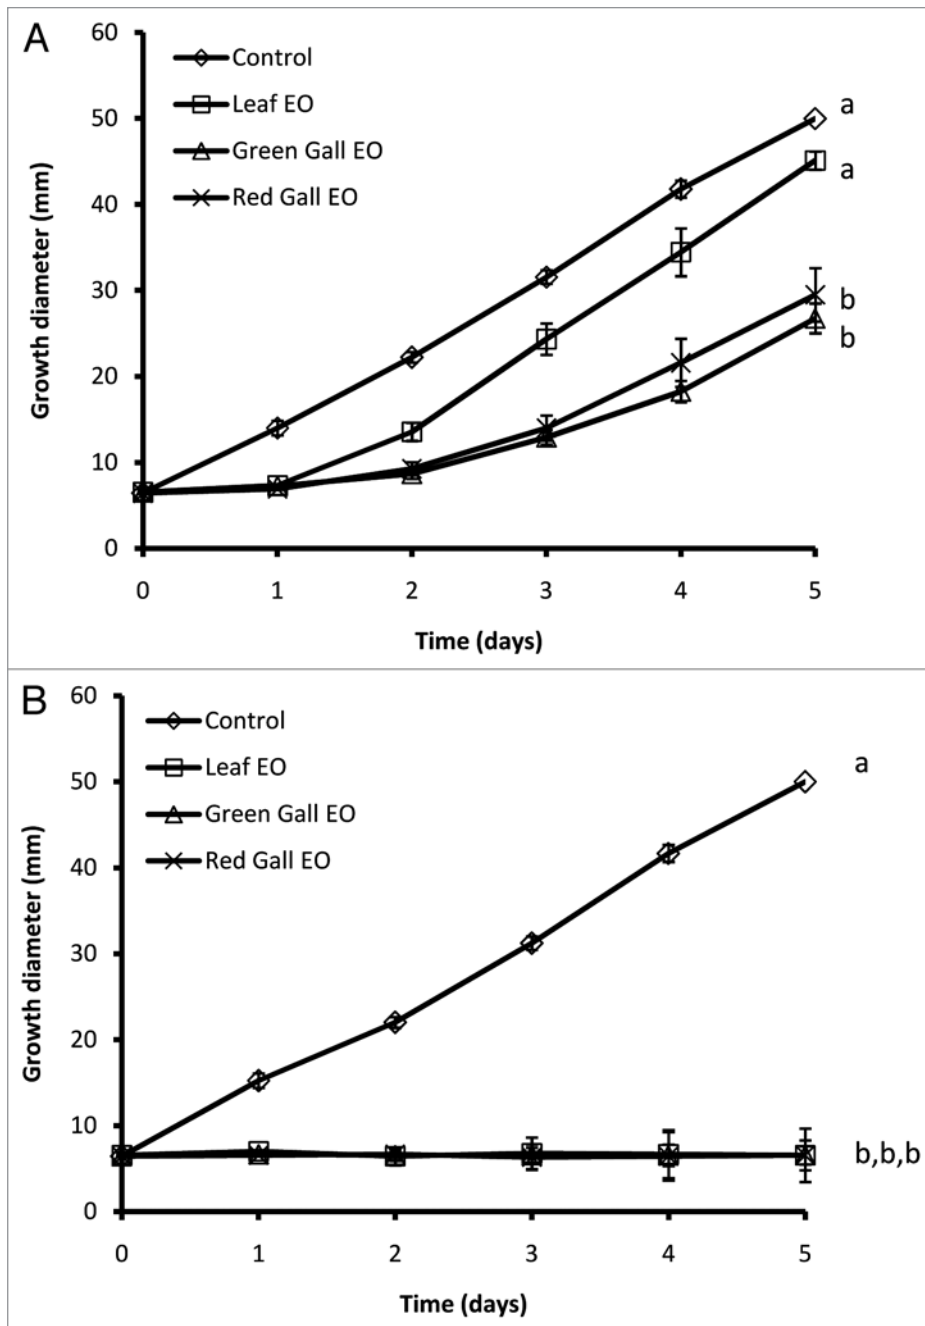 A
60
50
40
30
20
10
0
Growth diameter (mm)
Control
Leaf EO
Green Gall EO
Red Gall EO
a
a
b
b
0 1 2 3 4 5
Time (days)
B
60
50
40
30
20
10
0
Growth diameter (mm)
Control
Leaf EO
Green Gall EO
Red Gall EO
a
b,b,b
0 1 2 3 4 5
Time (days)